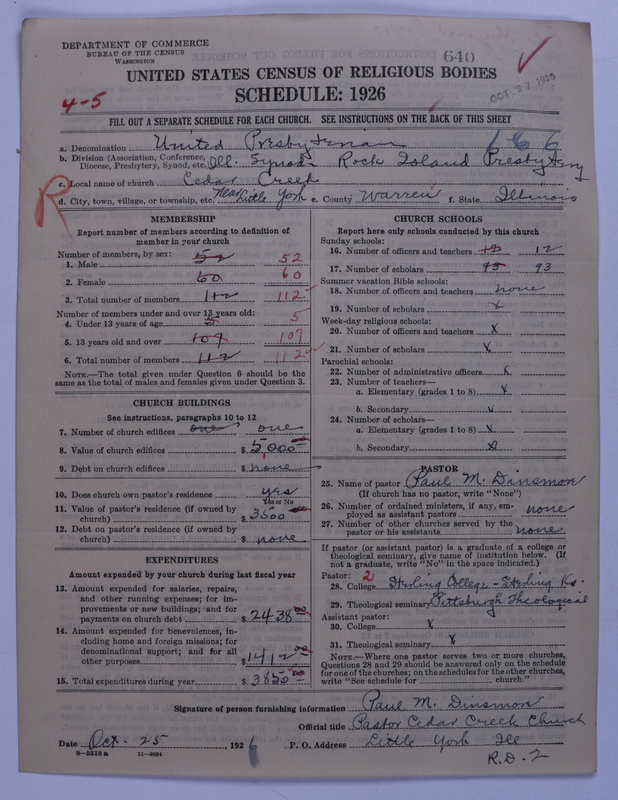 DEPARTMENT OF COMMERCE
BUREAU OF THE CENSUS
WASHINGTON
640
OCT 27 1926
UNITED STATES CENSUS OF RELIGIOUS BODIES
4-5
SCHEDULE: 1926
FILL OUT A SEPARATE SCHEDULE FOR EACH CHURCH. SEE INSTRUCTIONS ON THE BACK OF THIS SHEET
a. Denomination United Presbyterian 166
b. Division (Association, Conference, Diocese, Presbytery, Synod, etc. Ill. Synod Rock Island Presbytery
c. Local name of church Cedar Creek
R
d. City, town, village, or township, etc. Near Little York e. County Warren f. State Illinois
MEMBERSHIP
Report number of members according to definition of member in your church
Number of members, by sex:
1. Male 52 52
2. Female 60 60
3. Total number of members 112 112
Number of members under and over 13 years old:
4. Under 13 years of age 5 5
5. 13 years old and over 107 107
6. Total number of members 112 112
NOTE.—The total given under Question 6 should be the same as the total of males and females given under Question 3.
CHURCH BUILDINGS
See instructions, paragraphs 10 to 12
7. Number of church edifices one one
8. Value of church edifices $ 5,000 00
9. Debt on church edifices $ none
10. Does church own pastor's residence yes
Yes or No
11. Value of pastor's residence (if owned by church) $ 3500 00
12. Debt on pastor's residence (if owned by church) $ none
EXPENDITURES
Amount expended by your church during last fiscal year
13. Amount expended for salaries, repairs, and other running expenses; for improvements or new buildings; and for payments on church debt $ 2438 00
14. Amount expended for benevolences, including home and foreign missions; for denominational support; and for all other purposes $ 1412 00
15. Total expenditures during year $ 3850 00
CHURCH SCHOOLS
Report here only schools conducted by this church
Sunday schools:
16. Number of officers and teachers 12 12
17. Number of scholars 93 93
Summer vacation Bible schools:
18. Number of officers and teachers none
19. Number of scholars x
Week-day religious schools:
20. Number of officers and teachers x
21. Number of scholars x
Parochial schools:
22. Number of administrative officers x
23. Number of teachers—
a. Elementary (grades 1 to 8) x
b. Secondary x
24. Number of scholars—
a. Elementary (grades 1 to 8) x
b. Secondary x
PASTOR
25. Name of pastor Paul M. Dinsmon
(If church has no pastor, write "None")
26. Number of ordained ministers, if any, employed as assistant pastors none
27. Number of other churches served by the pastor or his assistants none
If pastor (or assistant pastor) is a graduate of a college or theological seminary, give name of institution below. (If not a graduate, write "No" in the space indicated.)
Pastor: 2
28. College Sterling College - Sterling Ks.
29. Theological seminary Pittsburgh Theological
Assistant pastor:
30. College x
31. Theological seminary x
NOTE.—Where one pastor serves two or more churches, Questions 28 and 29 should be answered only on the schedule for one of the churches; on the schedules for the other churches, write "See schedule for church."
Signature of person furnishing information Paul M. Dinsmon
Official title Pastor Cedar Creek Church
Date Oct. 25, 1926 P. O. Address Little York Ill
8-5518a 11-9084 R.D. 2